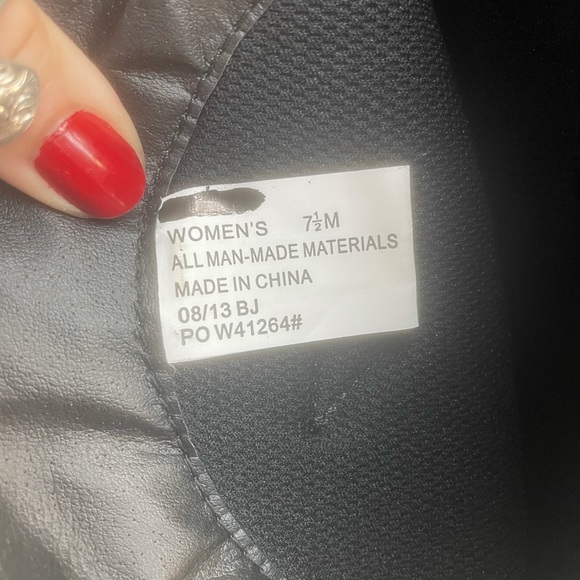 WOMEN'S 7½M
ALL MAN-MADE MATERIALS
MADE IN CHINA
08/13 BJ
PO W41264#